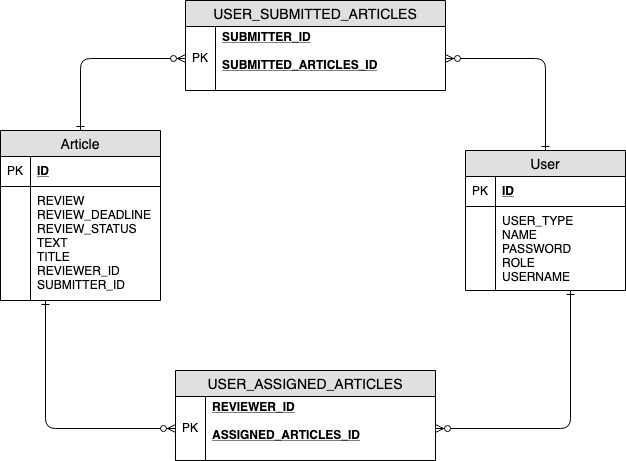 USER_SUBMITTED_ARTICLES
PK
SUBMITTER_ID
SUBMITTED_ARTICLES_ID
Article
PK
ID
REVIEW
REVIEW_DEADLINE
REVIEW_STATUS
TEXT
TITLE
REVIEWER_ID
SUBMITTER_ID
User
PK
ID
USER_TYPE
NAME
PASSWORD
ROLE
USERNAME
USER_ASSIGNED_ARTICLES
PK
REVIEWER_ID
ASSIGNED_ARTICLES_ID